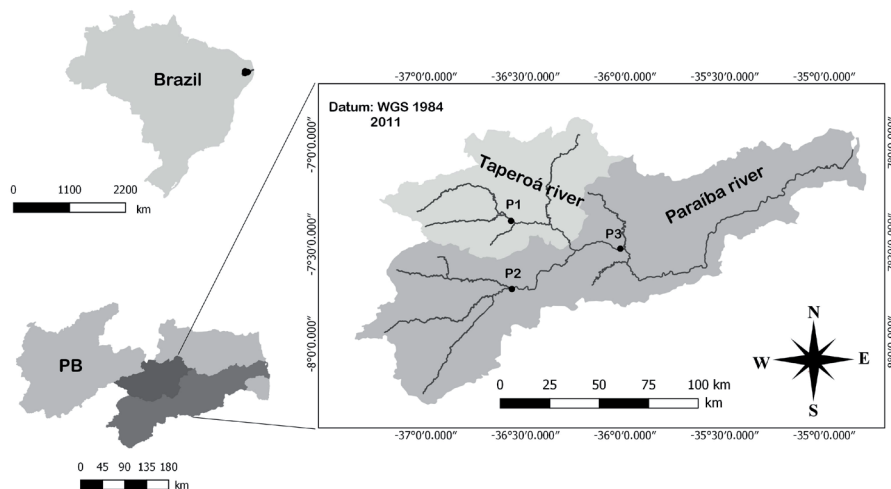 Brazil
0 1100 2200
km
PB
0 45 90 135 180
km
-37°0'0.000" -36°30'0.000" -36°0'0.000" -35°30'0.000" -35°0'0.000"
Datum: WGS 1984
2011
-7°0'0.000"
-7°30'0.000"
-8°0'0.000"
Taperoá river
Paraíba river
P1
P2
P3
N
W E
S
0 25 50 75 100 km
km
-37°0'0.000" -36°30'0.000" -36°0'0.000" -35°30'0.000" -35°0'0.000"